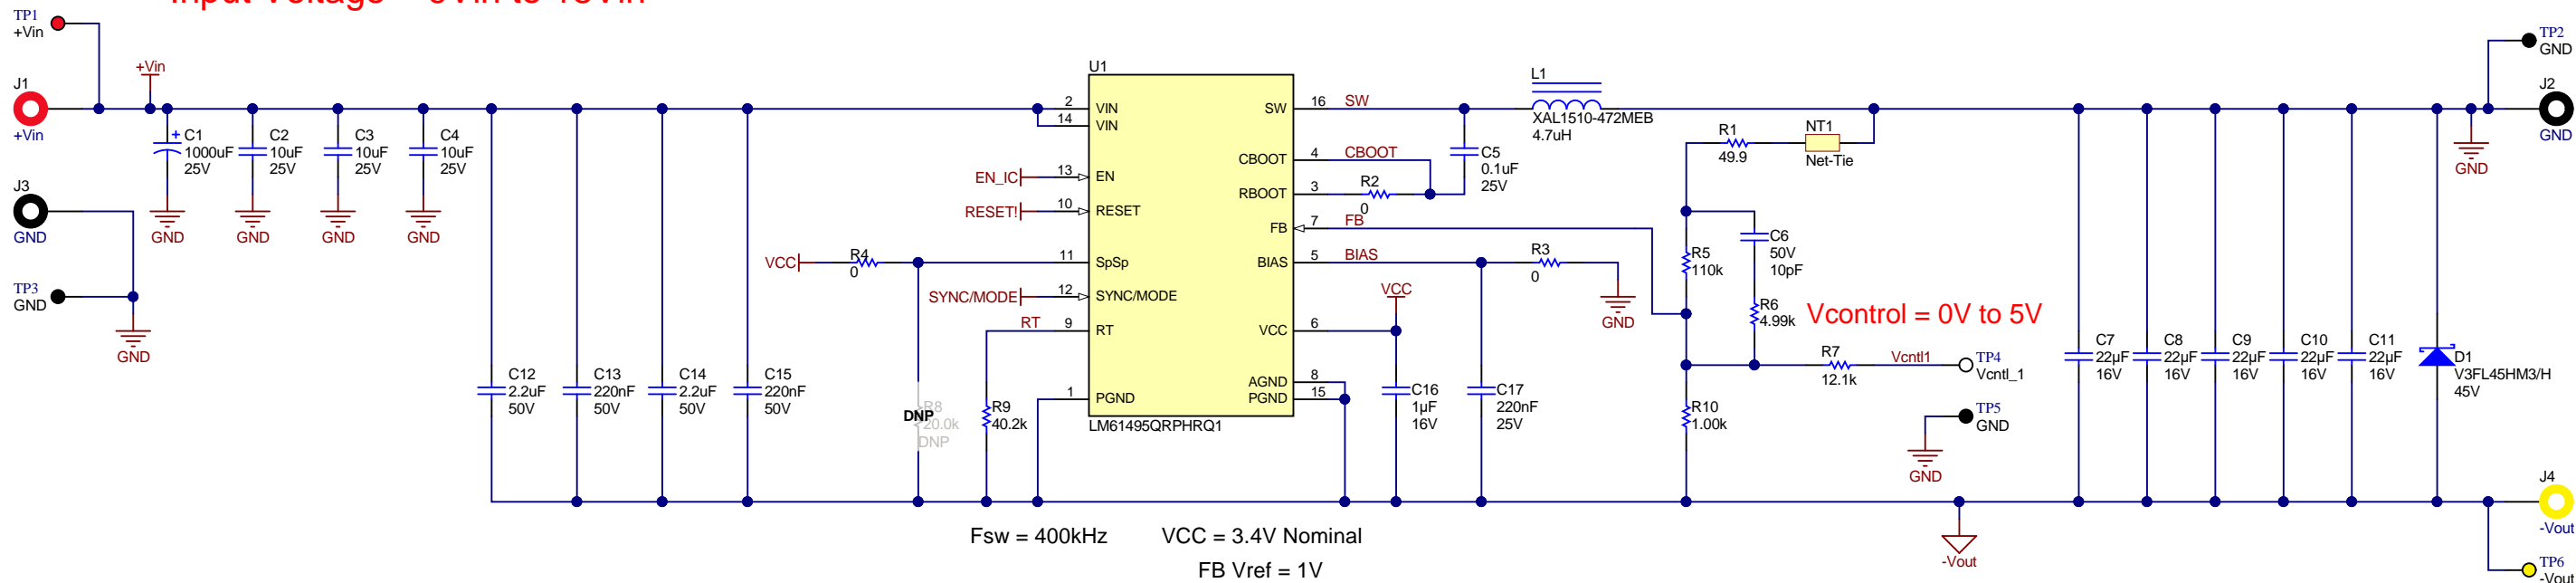 TP1
+Vin
J1
+Vin
+Vin
C1
1000uF
25V
GND
C2
10uF
25V
GND
C3
10uF
25V
GND
C4
10uF
25V
GND
J3
GND
TP3
GND
GND
C12
2.2uF
50V
C13
220nF
50V
C14
2.2uF
50V
C15
220nF
50V
VCC
R4
0
DNP
R8
20.0k
DNP
R9
40.2k
EN_IC
RESET!
SYNC/MODE
RT
U1
2 VIN
14 VIN
13 EN
10 RESET
11 SpSp
12 SYNC/MODE
9 RT
1 PGND
SW 16 SW
CBOOT 4 CBOOT
RBOOT 3
FB 7 FB
BIAS 5 BIAS
VCC 6
AGND 8
PGND 15
LM61495QRPHRQ1
R2
0
C5
0.1uF
25V
L1
XAL1510-472MEB
4.7uH
R3
0
GND
VCC
C16
1µF
16V
C17
220nF
25V
R1
49.9
NT1
Net-Tie
R5
110k
C6
50V
10pF
R6
4.99k
Vcontrol = 0V to 5V
R7
12.1k
Vcntl1
TP4
Vcntl_1
R10
1.00k
TP5
GND
GND
C7
22µF
16V
C8
22µF
16V
C9
22µF
16V
C10
22µF
16V
C11
22µF
16V
D1
V3FL45HM3/H
45V
TP2
GND
J2
GND
GND
J4
-Vout
-Vout
TP6
-Vout
Fsw = 400kHz VCC = 3.4V Nominal
FB Vref = 1V